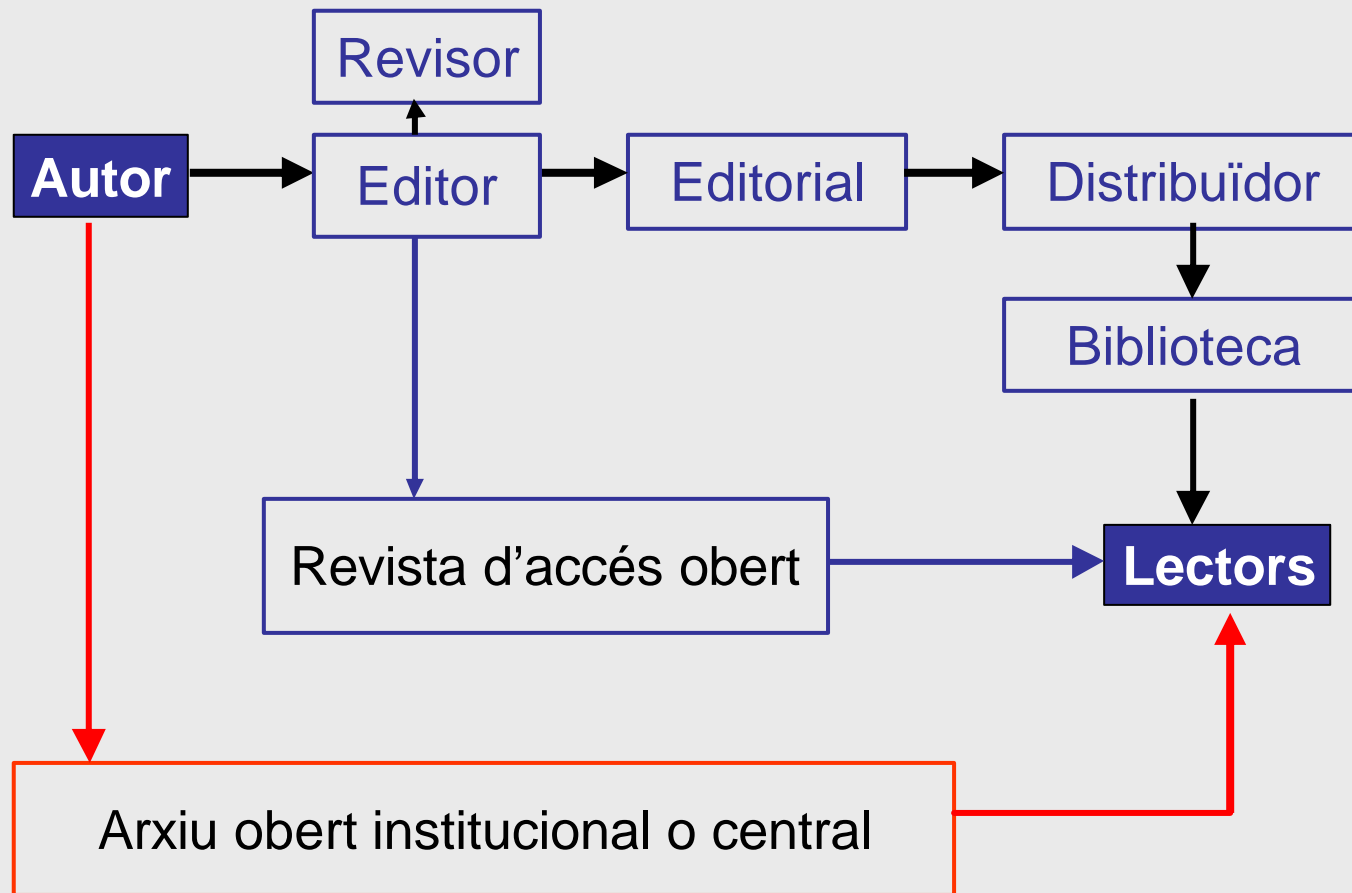 Revisor
Autor
Editor
Editorial
Distribuïdor
Biblioteca
Revista d’accés obert
Lectors
Arxiu obert institucional o central